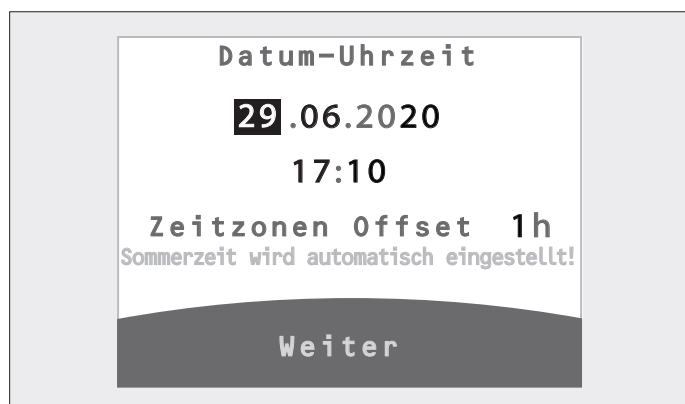 Datum-Uhrzeit
29.06.2020
17:10
Zeitzonen Offset 1h
Sommerzeit wird automatisch eingestellt!
Weiter